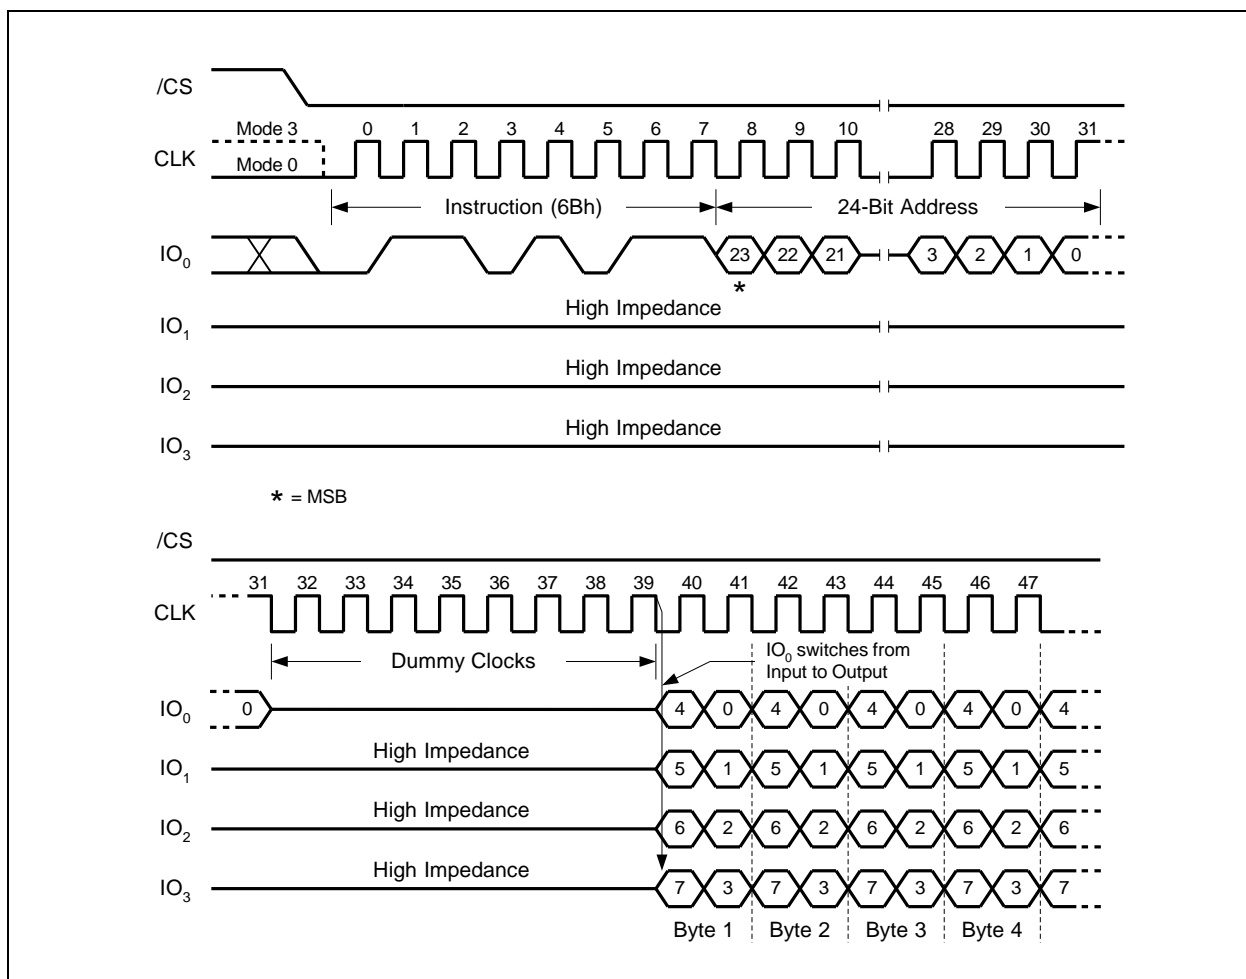 /CS
Mode 3 0 1 2 3 4 5 6 7 8 9 10 28 29 30 31
CLK
Mode 0
Instruction (6Bh) 24-Bit Address
IO0 23 22 21 3 2 1 0
*
High Impedance
IO1
High Impedance
IO2
High Impedance
IO3
* = MSB
/CS
31 32 33 34 35 36 37 38 39 40 41 42 43 44 45 46 47
CLK
Dummy Clocks
IO0 switches from
Input to Output
IO0 0 4 0 4 0 4 0 4 0 4
High Impedance
IO1 5 1 5 1 5 1 5 1 5
High Impedance
IO2 6 2 6 2 6 2 6 2 6
High Impedance
IO3 7 3 7 3 7 3 7 3 7
Byte 1 Byte 2 Byte 3 Byte 4